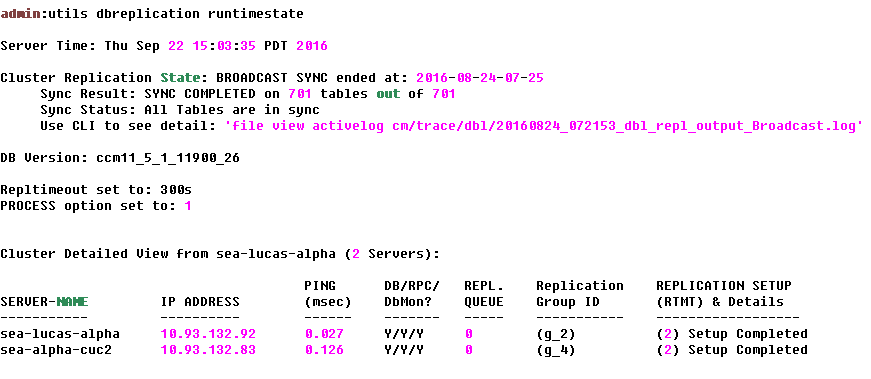 admin:utils dbreplication runtimestate
Server Time: Thu Sep 22 15:03:35 PDT 2016
Cluster Replication State: BROADCAST SYNC ended at: 2016-08-24-07-25
     Sync Result: SYNC COMPLETED on 701 tables out of 701
     Sync Status: All Tables are in sync
     Use CLI to see detail: 'file view activelog cm/trace/dbl/20160824_072153_dbl_repl_output_Broadcast.log'
DB Version: ccm11_5_1_11900_26
Repltimeout set to: 300s
PROCESS option set to: 1
Cluster Detailed View from sea-lucas-alpha (2 Servers):
                                      PING      DB/RPC/   REPL.    Replication    REPLICATION SETUP
SERVER-NAME         IP ADDRESS        (msec)    DbMon?    QUEUE    Group ID       (RTMT) & Details
-----------         ----------        ------    -------   -----    -----------    ------------------
sea-lucas-alpha     10.93.132.92      0.027     Y/Y/Y     0        (g_2)          (2) Setup Completed
sea-alpha-cuc2      10.93.132.83      0.126     Y/Y/Y     0        (g_4)          (2) Setup Completed